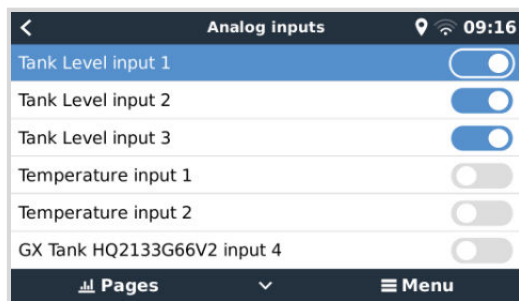 Analog inputs 09:16
Tank Level input 1
Tank Level input 2
Tank Level input 3
Temperature input 1
Temperature input 2
GX Tank HQ2133G66V2 input 4
Pages Menu